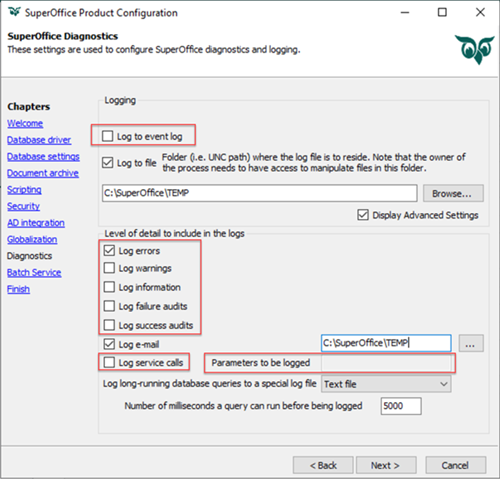 SuperOffice Product Configuration
SuperOffice Diagnostics
These settings are used to configure SuperOffice diagnostics and logging.
Chapters
Welcome
Database driver
Database settings
Document archive
Scripting
Security
AD integration
Globalization
Diagnostics
Batch Service
Finish
Logging
Log to event log
Log to file
Folder (i.e. UNC path) where the log file is to reside. Note that the owner of
the process needs to have access to manipulate files in this folder.
C:\SuperOffice\TEMP
Browse...
Display Advanced Settings
Level of detail to include in the logs
Log errors
Log warnings
Log information
Log failure audits
Log success audits
Log e-mail
C:\SuperOffice\TEMP
...
Log service calls
Parameters to be logged
Log long-running database queries to a special log file
Text file
Number of milliseconds a query can run before being logged
5000
< Back
Next >
Cancel